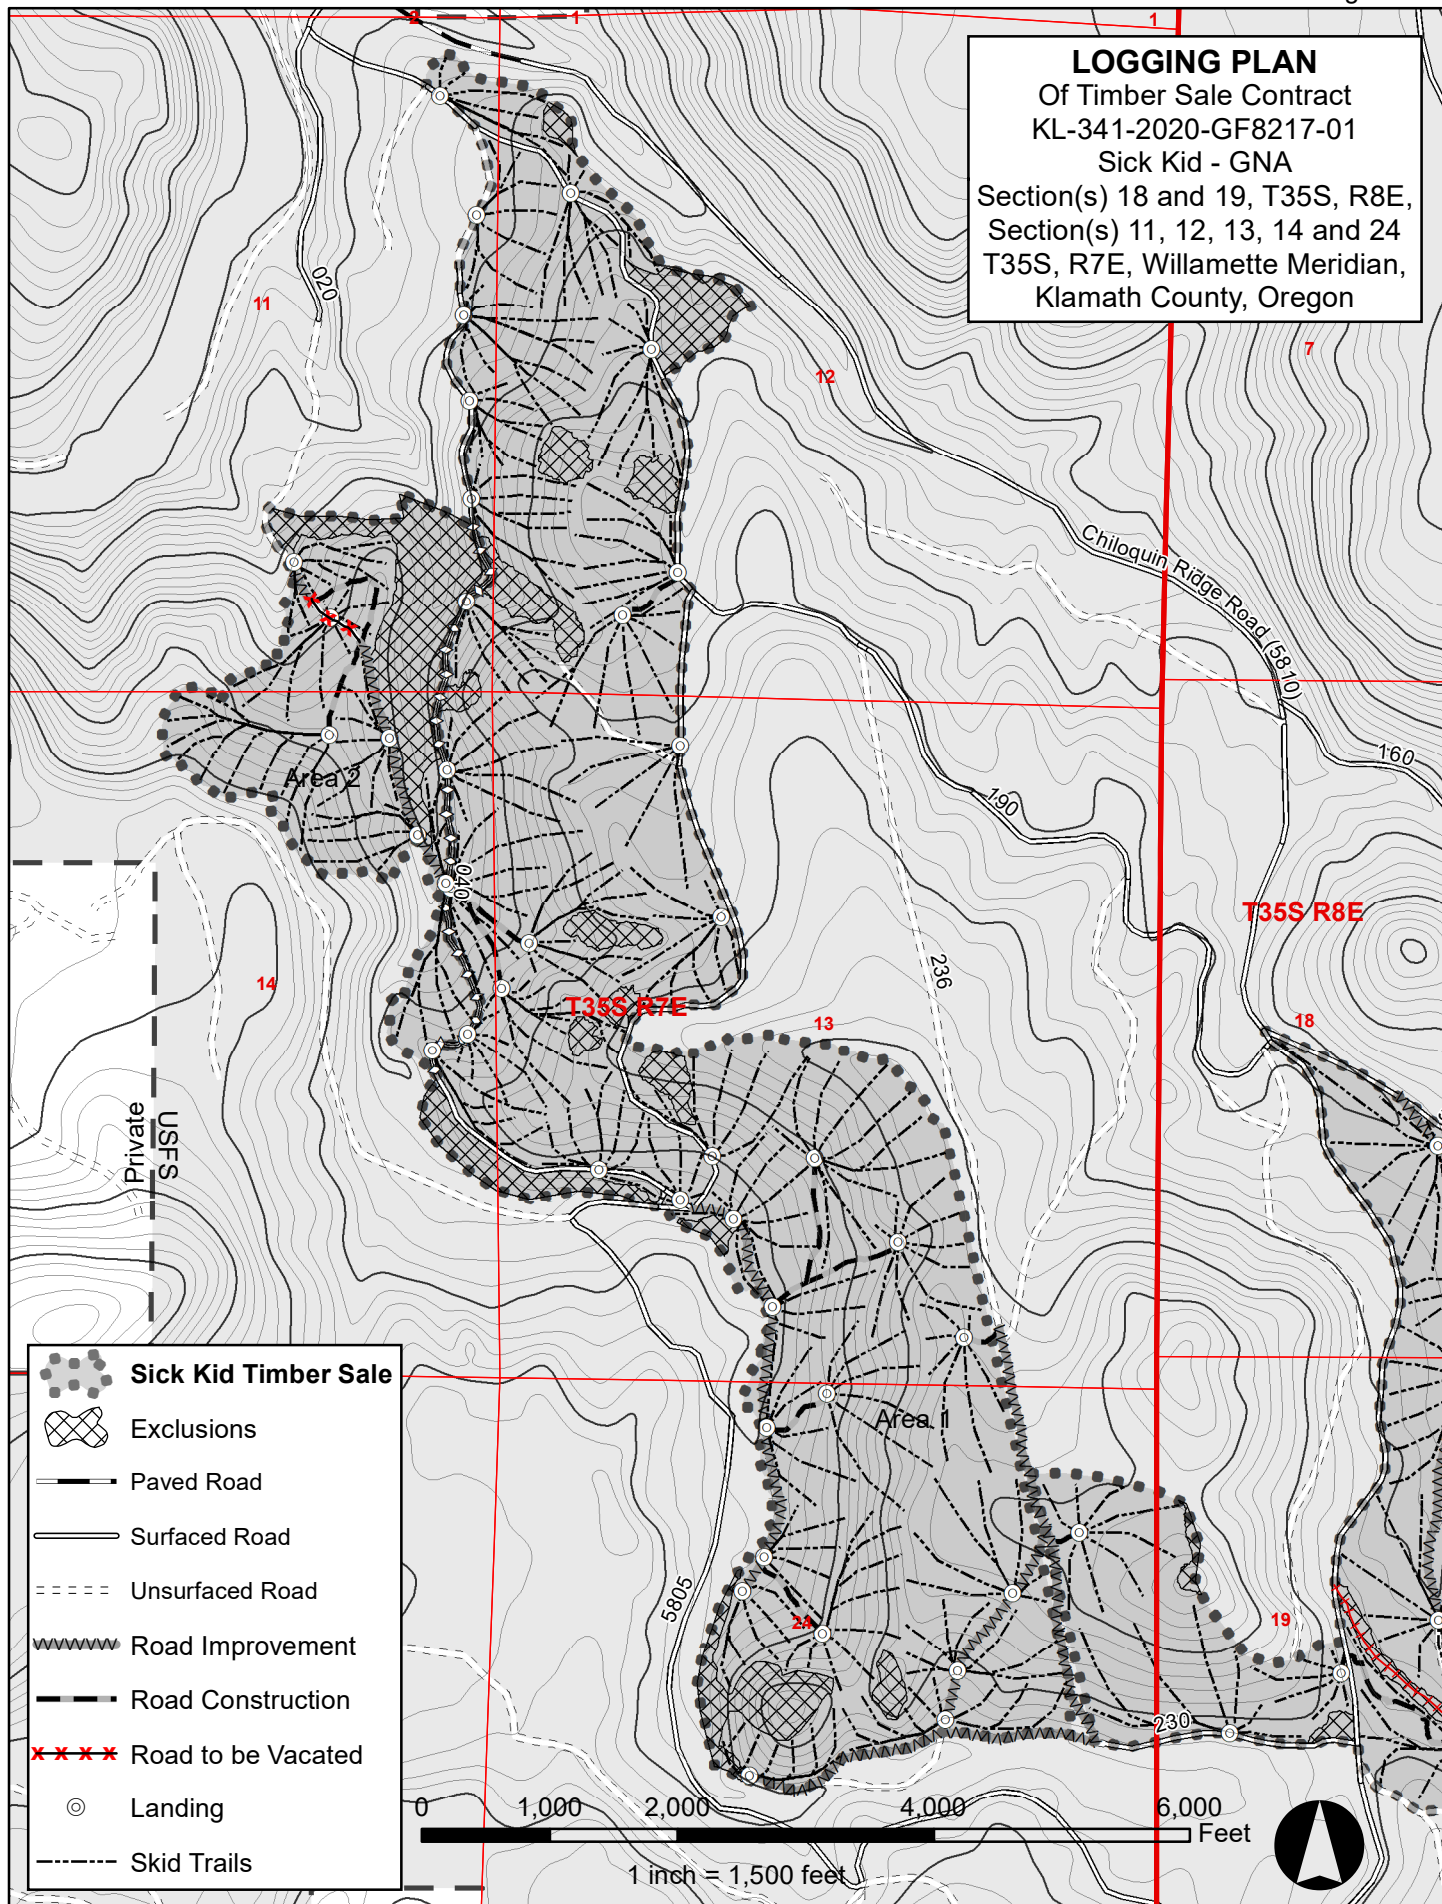 LOGGING PLAN
Of Timber Sale Contract
KL-341-2020-GF8217-01
Sick Kid - GNA
Section(s) 18 and 19, T35S, R8E,
Section(s) 11, 12, 13, 14 and 24
T35S, R7E, Willamette Meridian,
Klamath County, Oregon
2
1
1
020
11
12
7
Chiloquin Ridge Road (5810)
160
190
Area 2
040
T35S R8E
236
14
T35S R7E
13
18
Private
USFS
Area 1
5805
24
19
230
Sick Kid Timber Sale
Exclusions
Paved Road
Surfaced Road
Unsurfaced Road
Road Improvement
Road Construction
Road to be Vacated
Landing
Skid Trails
0 1,000 2,000 4,000 6,000
Feet
1 inch = 1,500 feet